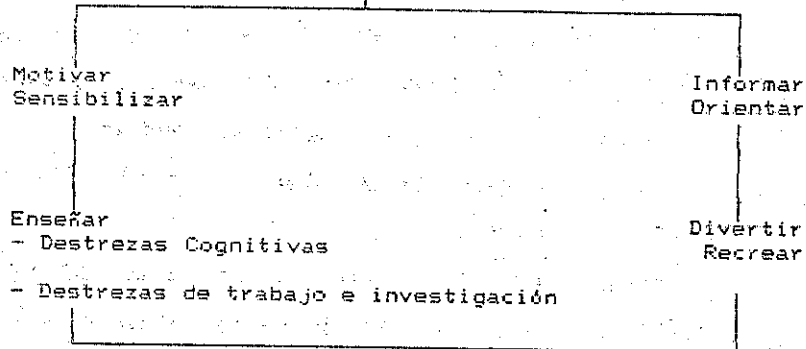 Motivar
Sensibilizar
Informar
Orientar
Enseñar
- Destrezas Cognitivas
- Destrezas de trabajo e investigación
Divertir
Recrear